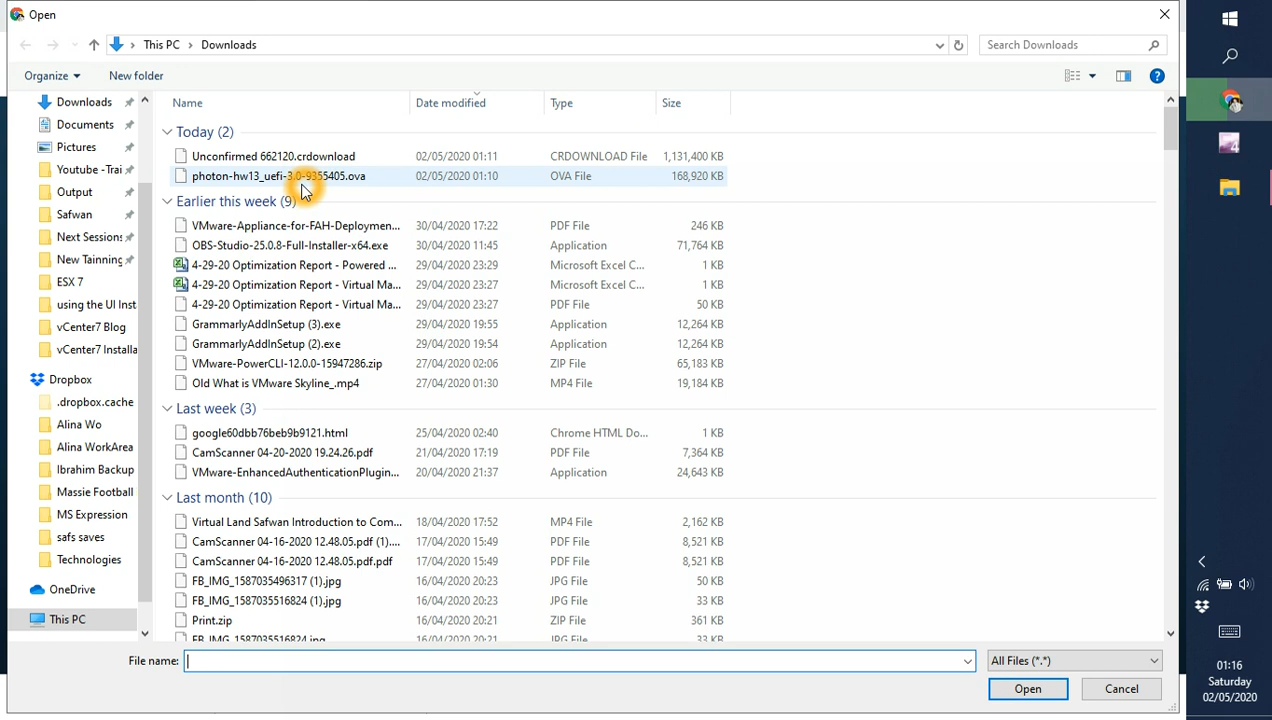 Open
This PC > Downloads
Search Downloads
Organize
New folder
Name Date modified Type Size
Today (2)
Unconfirmed 662120.crdownload 02/05/2020 01:11 CRDOWNLOAD File 1,131,400 KB
photon-hw13_uefi-3.0-9355405.ova 02/05/2020 01:10 OVA File 168,920 KB
Earlier this week (9)
VMware-Appliance-for-FAH-Deploymen... 30/04/2020 17:22 PDF File 246 KB
OBS-Studio-25.0.8-Full-Installer-x64.exe 30/04/2020 11:45 Application 71,764 KB
4-29-20 Optimization Report - Powered ... 29/04/2020 23:29 Microsoft Excel C... 1 KB
4-29-20 Optimization Report - Virtual Ma... 29/04/2020 23:27 Microsoft Excel C... 1 KB
4-29-20 Optimization Report - Virtual Ma... 29/04/2020 23:27 PDF File 50 KB
GrammarlyAddInSetup (3).exe 29/04/2020 19:55 Application 12,264 KB
GrammarlyAddInSetup (2).exe 29/04/2020 19:54 Application 12,264 KB
VMware-PowerCLI-12.0.0-15947286.zip 27/04/2020 02:06 ZIP File 65,183 KB
Old What is VMware Skyline_.mp4 27/04/2020 01:30 MP4 File 19,184 KB
Last week (3)
google60dbb76beb9b9121.html 25/04/2020 02:40 Chrome HTML Do... 1 KB
CamScanner 04-20-2020 19.24.26.pdf 21/04/2020 17:19 PDF File 7,364 KB
VMware-EnhancedAuthenticationPlugin... 20/04/2020 21:37 Application 24,643 KB
Last month (10)
Virtual Land Safwan Introduction to Com... 18/04/2020 17:52 MP4 File 2,162 KB
CamScanner 04-16-2020 12.48.05.pdf (1).... 17/04/2020 15:49 PDF File 8,521 KB
CamScanner 04-16-2020 12.48.05.pdf.pdf 17/04/2020 15:49 PDF File 8,521 KB
FB_IMG_1587035496317 (1).jpg 16/04/2020 20:23 JPG File 50 KB
FB_IMG_1587035516824 (1).jpg 16/04/2020 20:23 JPG File 33 KB
Print.zip 16/04/2020 20:21 ZIP File 361 KB
FB_IMG_1587035516824.jpg 16/04/2020 20:21 JPG File 33 KB
Downloads
Documents
Pictures
Youtube -Trai
Output
Safwan
Next Sessions
New Tainning
ESX 7
using the UI Inst
vCenter7 Blog
vCenter7 Installa
Dropbox
.dropbox.cache
Alina Wo
Alina WorkArea
Ibrahim Backup
Massie Football
MS Expression
safs saves
Technologies
OneDrive
This PC
File name:
All Files (*.*)
Open
Cancel
01:16
Saturday
02/05/2020